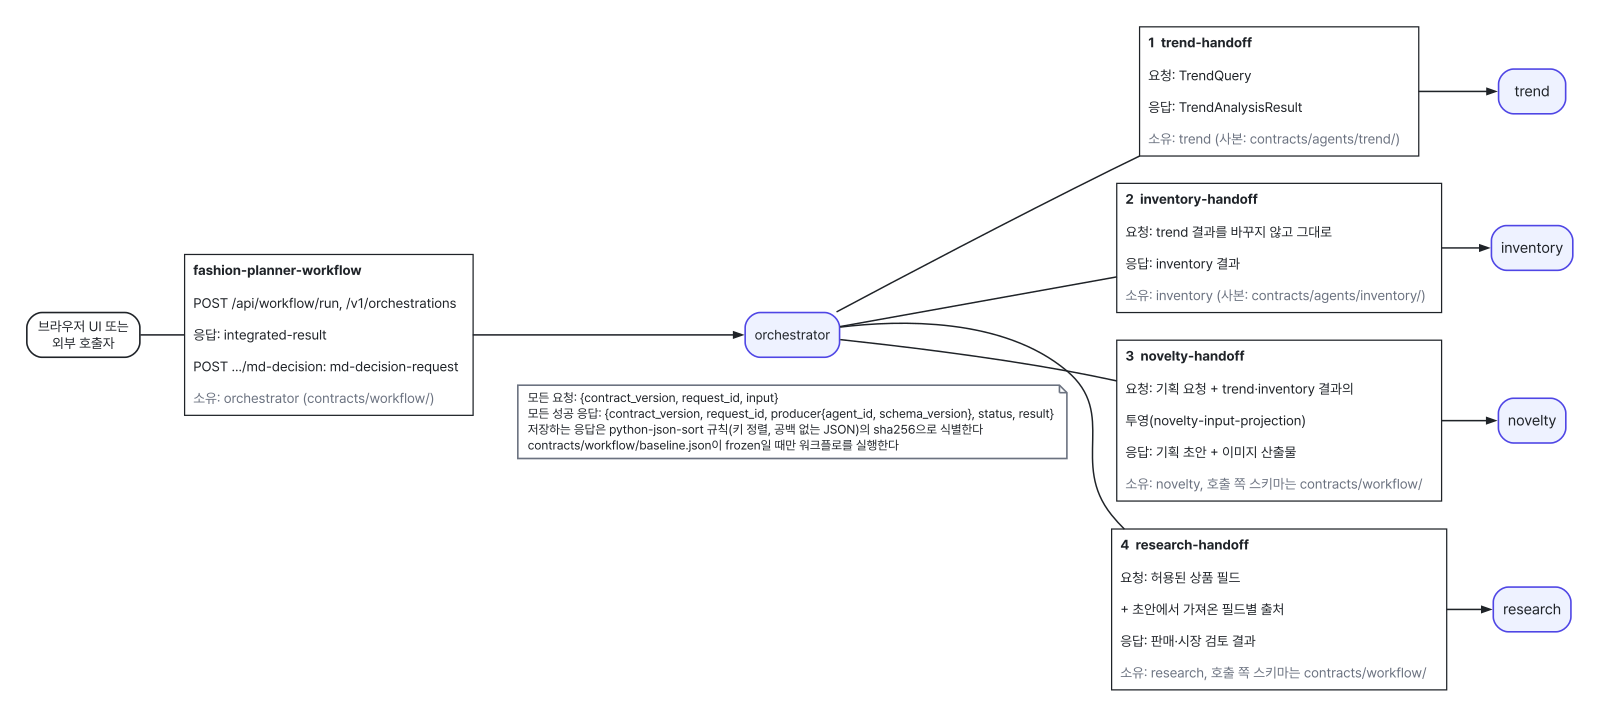 브라우저 UI 또는
외부 호출자
fashion-planner-workflow
POST /api/workflow/run, /v1/orchestrations
응답: integrated-result
POST .../md-decision: md-decision-request
소유: orchestrator (contracts/workflow/)
orchestrator
모든 요청: {contract_version, request_id, input}
모든 성공 응답: {contract_version, request_id, producer{agent_id, schema_version}, status, result}
저장하는 응답은 python-json-sort 규칙(키 정렬, 공백 없는 JSON)의 sha256으로 식별한다
contracts/workflow/baseline.json이 frozen일 때만 워크플로를 실행한다
1 trend-handoff
요청: TrendQuery
응답: TrendAnalysisResult
소유: trend (사본: contracts/agents/trend/)
trend
2 inventory-handoff
요청: trend 결과를 바꾸지 않고 그대로
응답: inventory 결과
소유: inventory (사본: contracts/agents/inventory/)
inventory
3 novelty-handoff
요청: 기획 요청 + trend·inventory 결과의
투영(novelty-input-projection)
응답: 기획 초안 + 이미지 산출물
소유: novelty, 호출 쪽 스키마는 contracts/workflow/
novelty
4 research-handoff
요청: 허용된 상품 필드
+ 초안에서 가져온 필드별 출처
응답: 판매·시장 검토 결과
소유: research, 호출 쪽 스키마는 contracts/workflow/
research